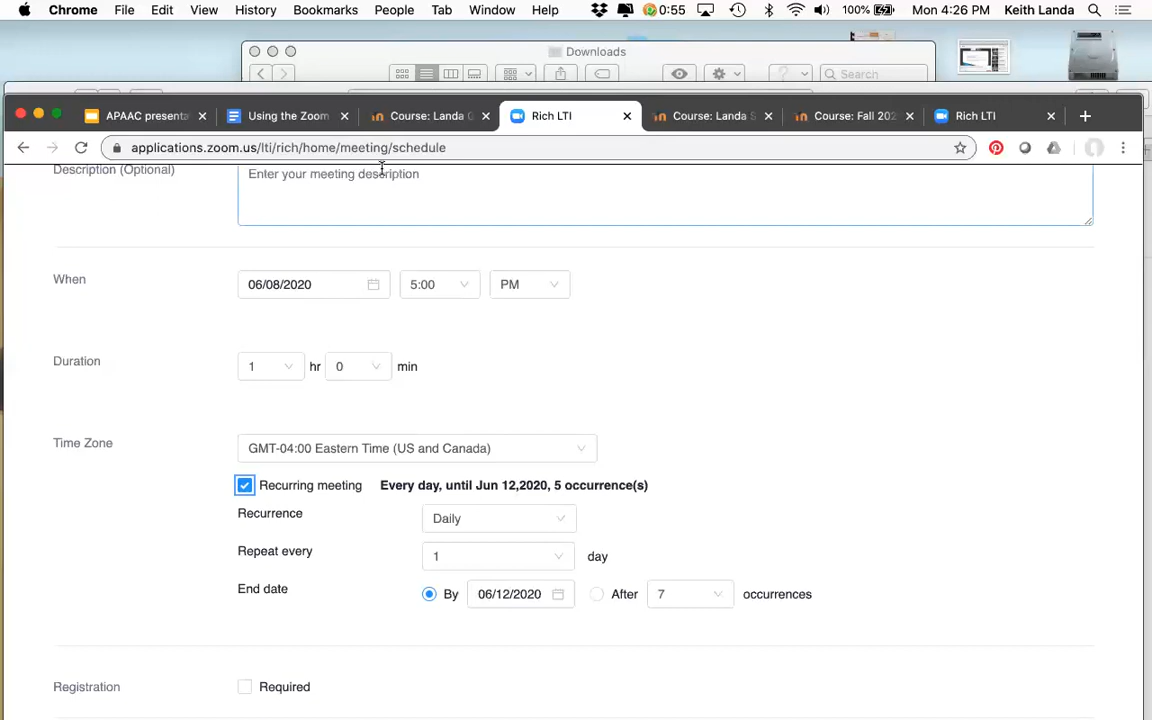 Chrome File Edit View History Bookmarks People Tab Window Help 0:55 100% Mon 4:26 PM Keith Landa
Downloads
Search
APAAC presenta Using the Zoom Course: Landa Rich LTI Course: Landa S Course: Fall 202 Rich LTI
applications.zoom.us/lti/rich/home/meeting/schedule
Description (Optional) Enter your meeting description
When 06/08/2020 5:00 PM
Duration 1 hr 0 min
Time Zone GMT-04:00 Eastern Time (US and Canada)
Recurring meeting Every day, until Jun 12,2020, 5 occurrence(s)
Recurrence Daily
Repeat every 1 day
End date By 06/12/2020 After 7 occurrences
Registration Required